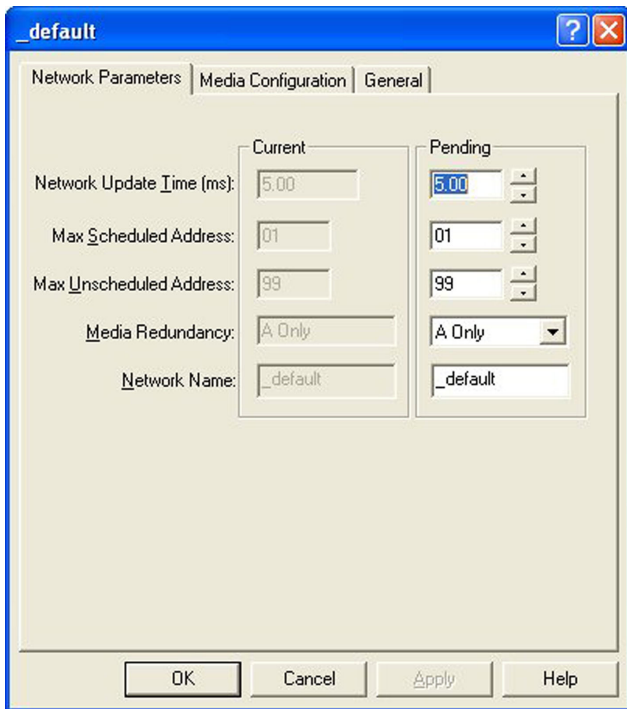 _default
Network Parameters Media Configuration General
Current Pending
Network Update Time (ms): 5.00 5.00
Max Scheduled Address: 01 01
Max Unscheduled Address: 99 99
Media Redundancy: A Only A Only
Network Name: _default _default
OK Cancel Apply Help